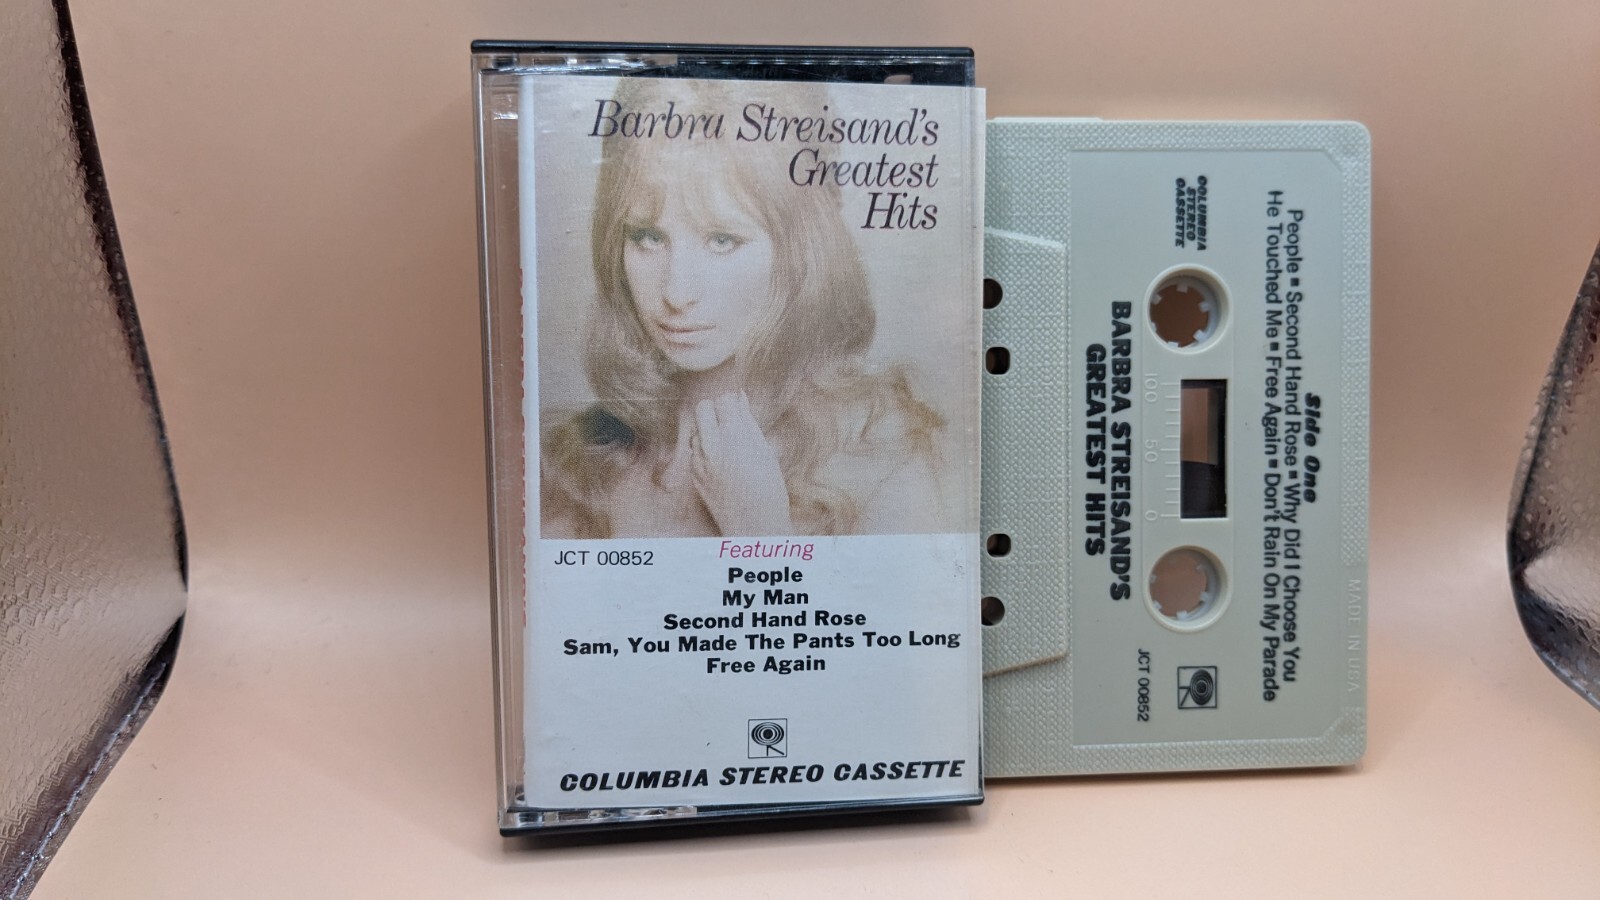 Barbra Streisand's
Greatest
Hits
JCT 00852
Featuring
People
My Man
Second Hand Rose
Sam, You Made The Pants Too Long
Free Again
COLUMBIA STEREO CASSETTE
Side One
People ▪ Second Hand Rose ▪ Why Did I Choose You
He Touched Me ▪ Free Again ▪ Don't Rain On My Parade
COLUMBIA
STEREO
CASSETTE
100 50 0
BARBRA STREISAND'S
GREATEST HITS
JCT 00852
MADE IN USA